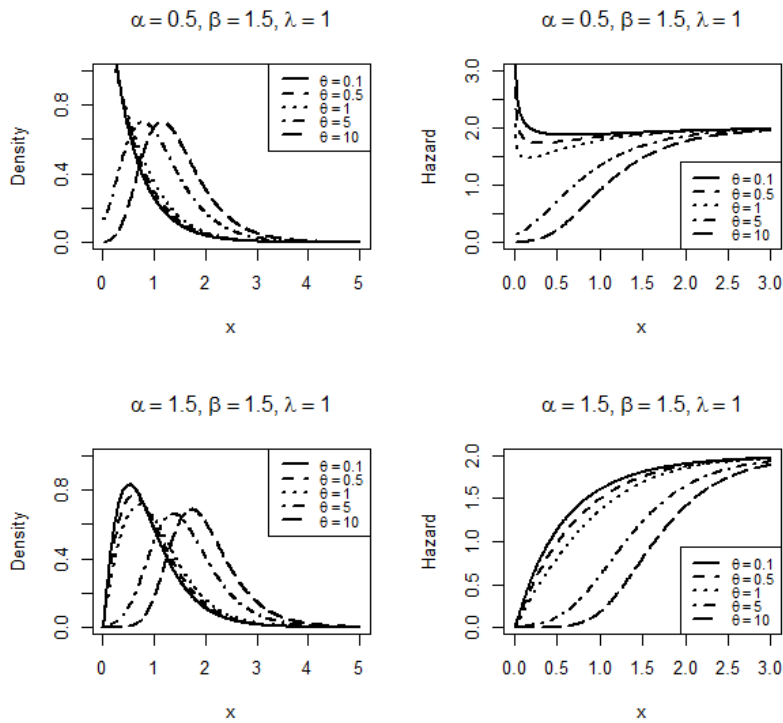 α = 0.5, β = 1.5, λ = 1
Density
0.0 0.4 0.8
θ = 0.1
θ = 0.5
θ = 1
θ = 5
θ = 10
0 1 2 3 4 5
x
α = 0.5, β = 1.5, λ = 1
Hazard
0.0 1.0 2.0 3.0
θ = 0.1
θ = 0.5
θ = 1
θ = 5
θ = 10
0.0 0.5 1.0 1.5 2.0 2.5 3.0
x
α = 1.5, β = 1.5, λ = 1
Density
0.0 0.4 0.8
θ = 0.1
θ = 0.5
θ = 1
θ = 5
θ = 10
0 1 2 3 4 5
x
α = 1.5, β = 1.5, λ = 1
Hazard
0.0 0.5 1.0 1.5 2.0
θ = 0.1
θ = 0.5
θ = 1
θ = 5
θ = 10
0.0 0.5 1.0 1.5 2.0 2.5 3.0
x